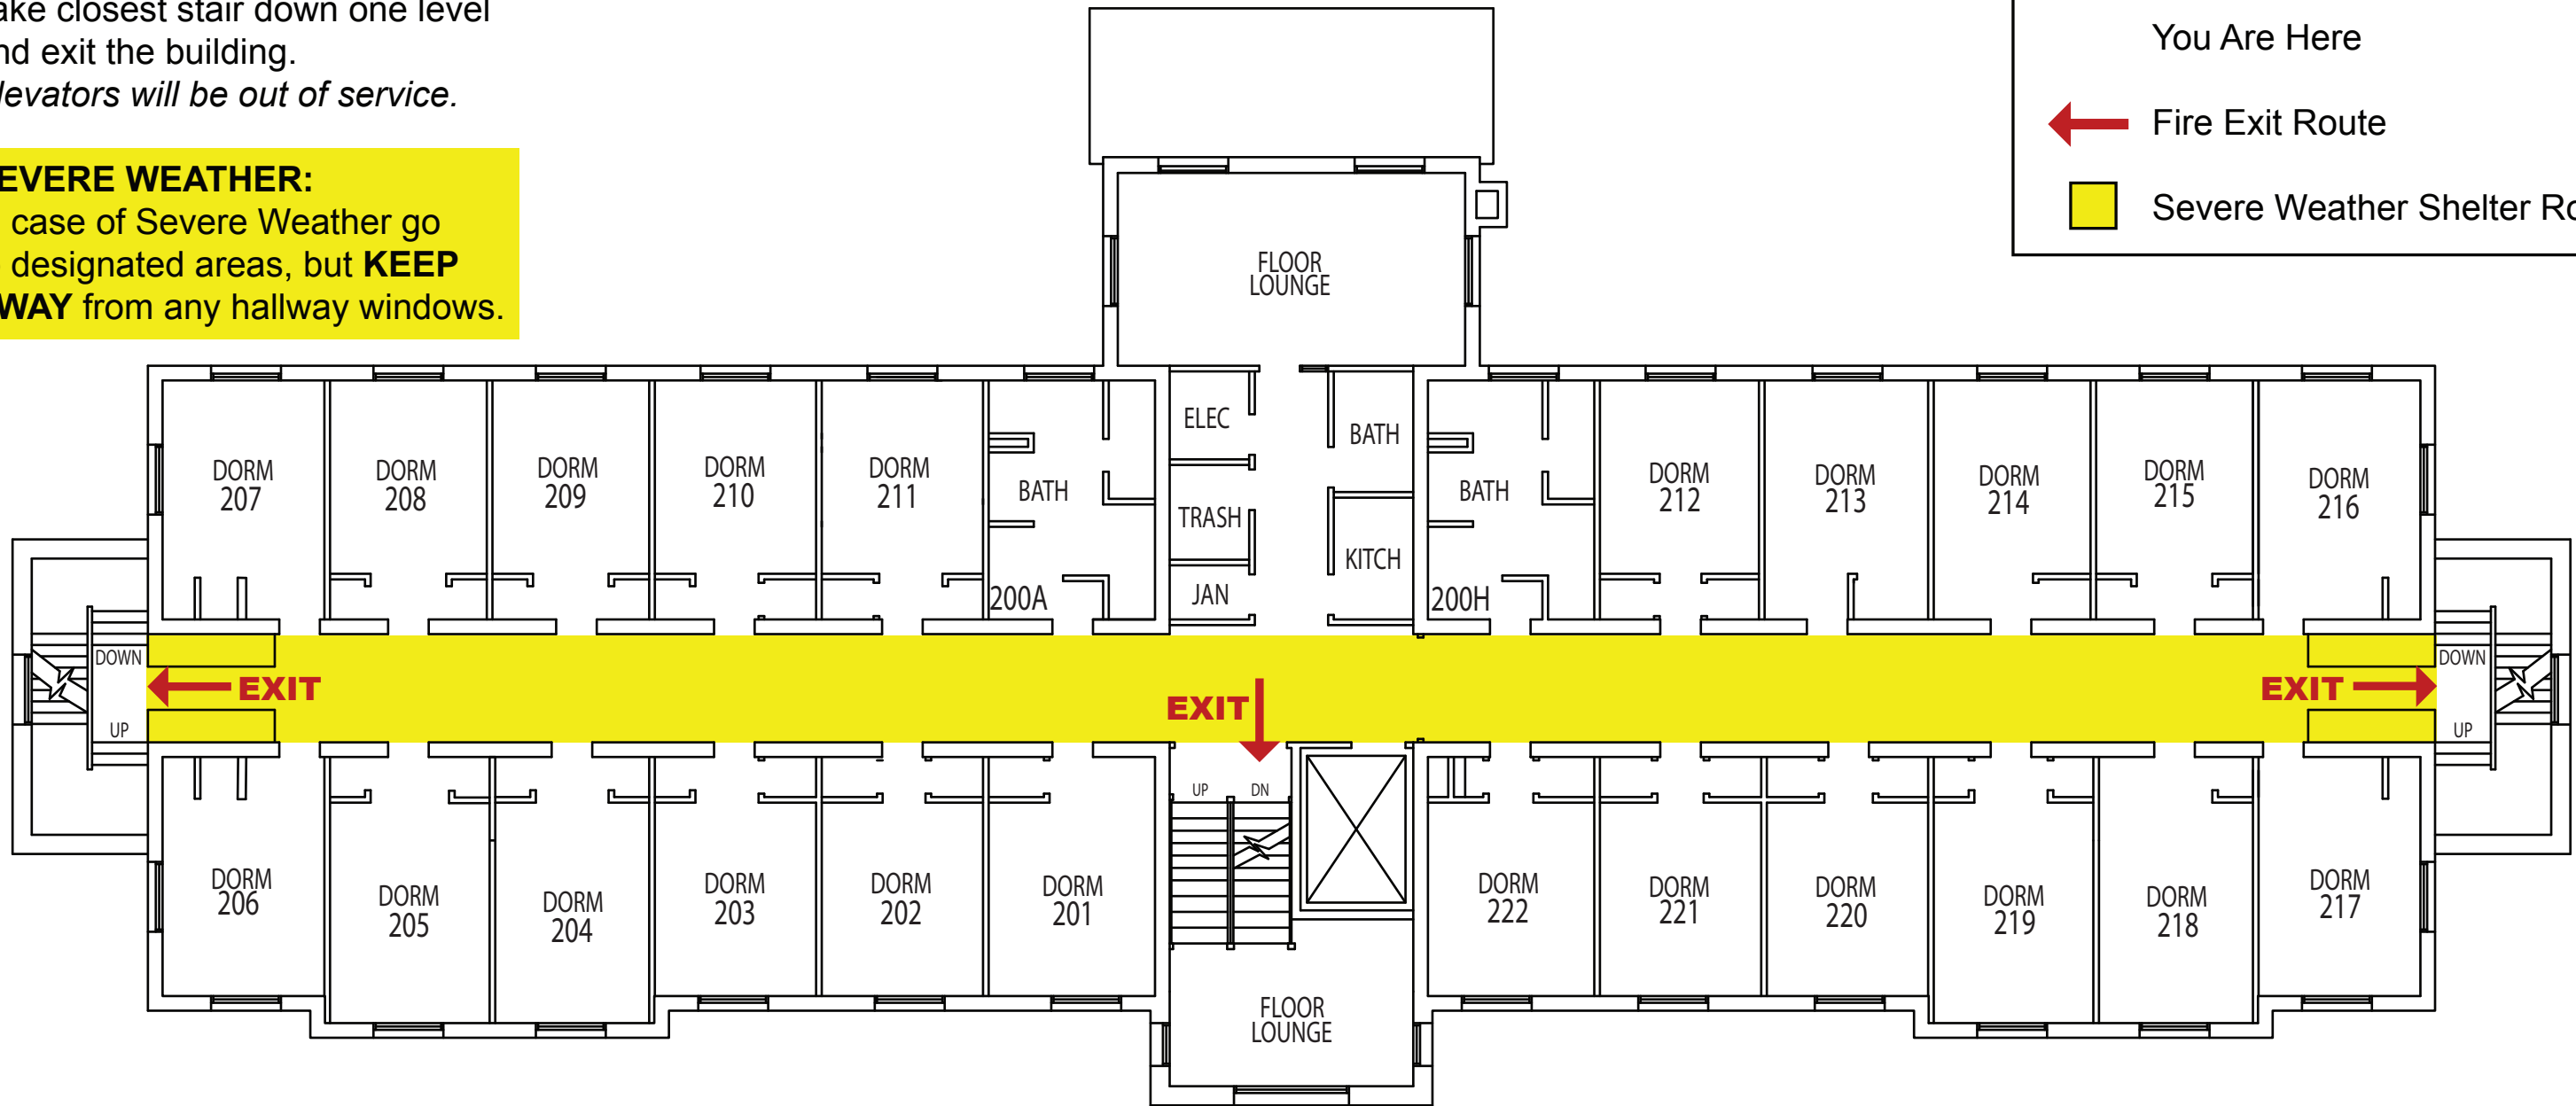 ake closest stair down one level
nd exit the building.
levators will be out of service.
EVERE WEATHER:
case of Severe Weather go
designated areas, but KEEP
WAY from any hallway windows.
You Are Here
Fire Exit Route
Severe Weather Shelter Ro
FLOOR
LOUNGE
ELEC
BATH
TRASH
KITCH
JAN
DORM
207
DORM
208
DORM
209
DORM
210
DORM
211
BATH
200A
BATH
200H
DORM
212
DORM
213
DORM
214
DORM
215
DORM
216
DOWN
UP
EXIT
EXIT
EXIT
DOWN
UP
UP DN
DORM
206
DORM
205
DORM
204
DORM
203
DORM
202
DORM
201
DORM
222
DORM
221
DORM
220
DORM
219
DORM
218
DORM
217
FLOOR
LOUNGE